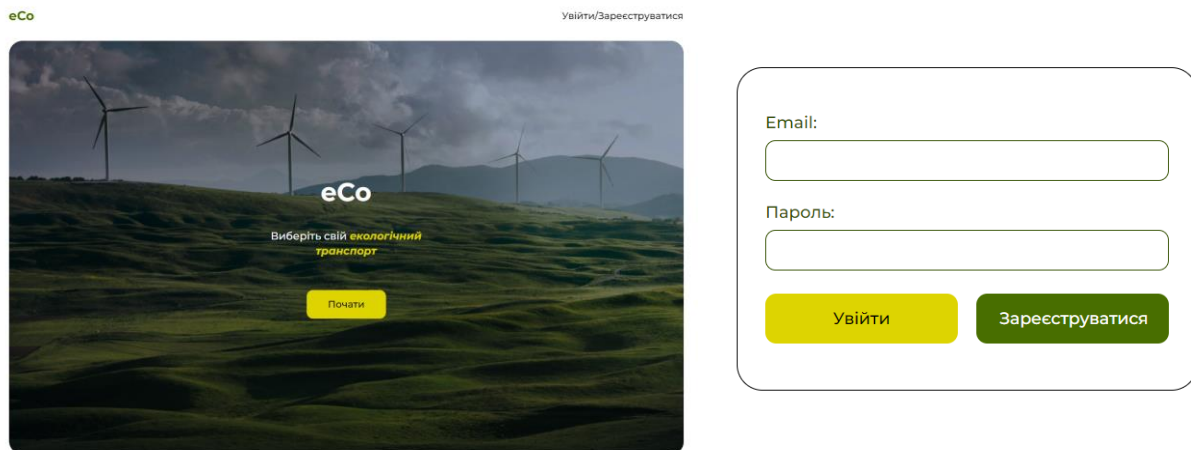 eCo
Увійти/Зареєструватися
eCo
Виберіть свій екологічний
транспорт
Почати
Email:
Пароль:
Увійти
Зареєструватися